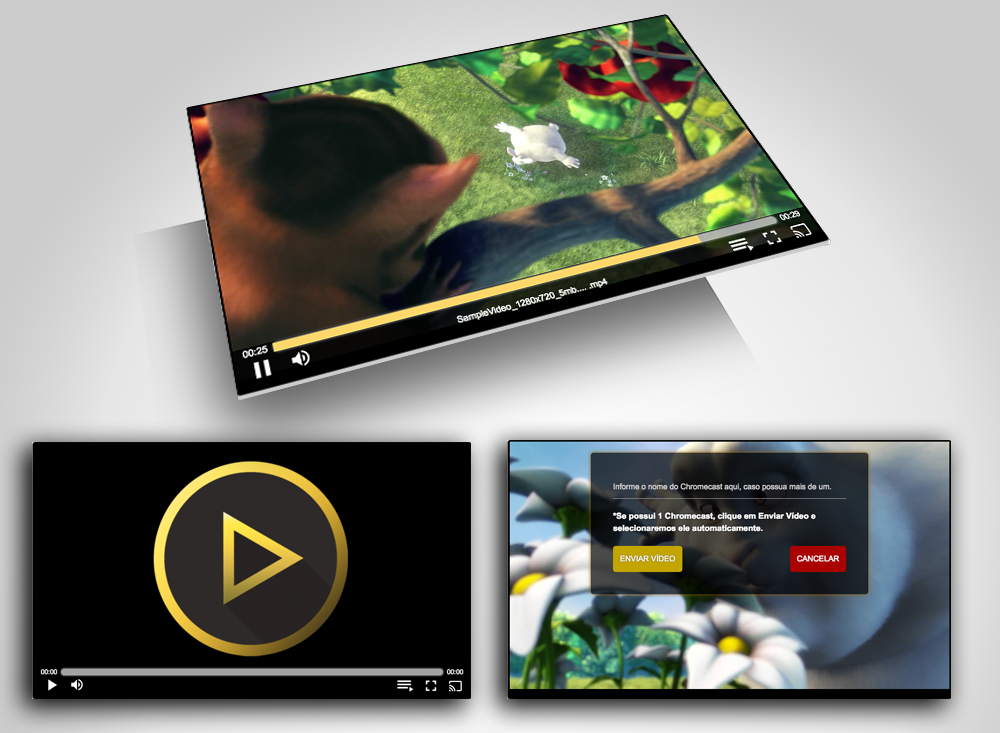 00:29
SampleVideo_1280x720_5mb.... .mp4
00:25
00:00
00:00
Informe o nome do Chromecast aqui, caso possua mais de um.
*Se possui 1 Chromecast, clique em Enviar Vídeo e
selecionaremos ele automaticamente.
ENVIAR VÍDEO
CANCELAR